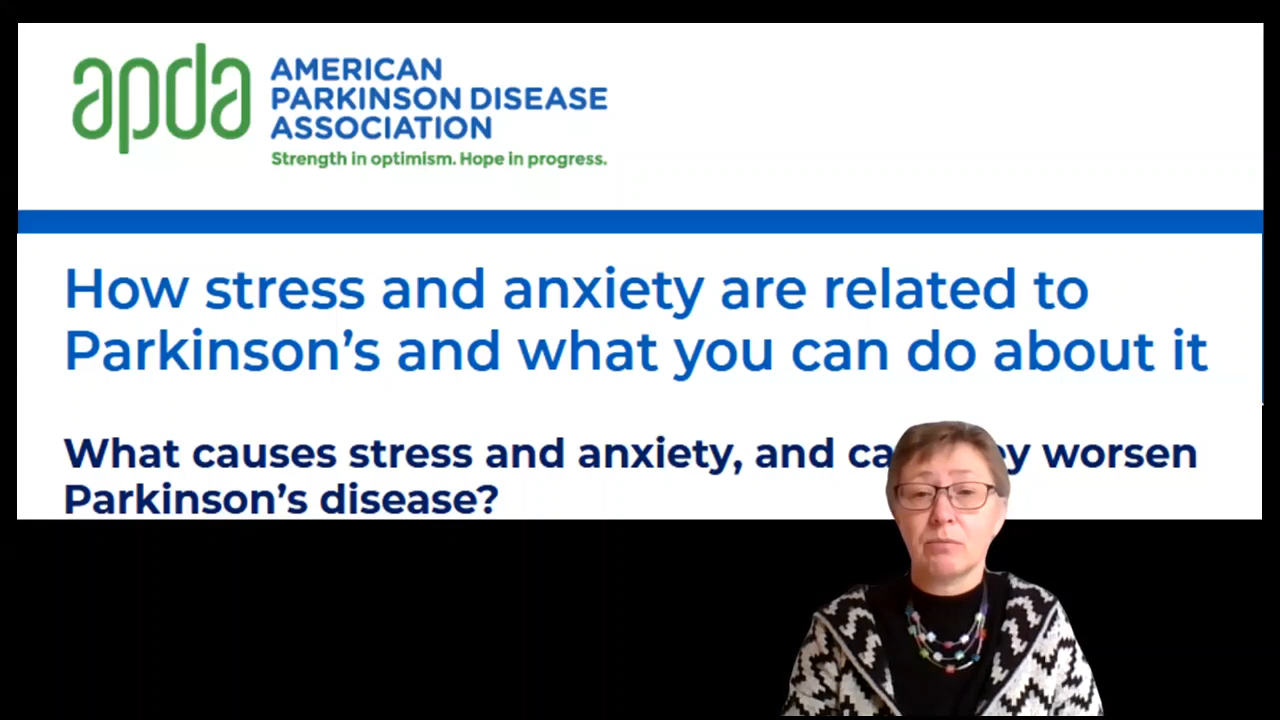 apda
AMERICAN
PARKINSON DISEASE
ASSOCIATION
Strength in optimism. Hope in progress.
How stress and anxiety are related to
Parkinson's and what you can do about it
What causes stress and anxiety, and worsen
Parkinson's disease?